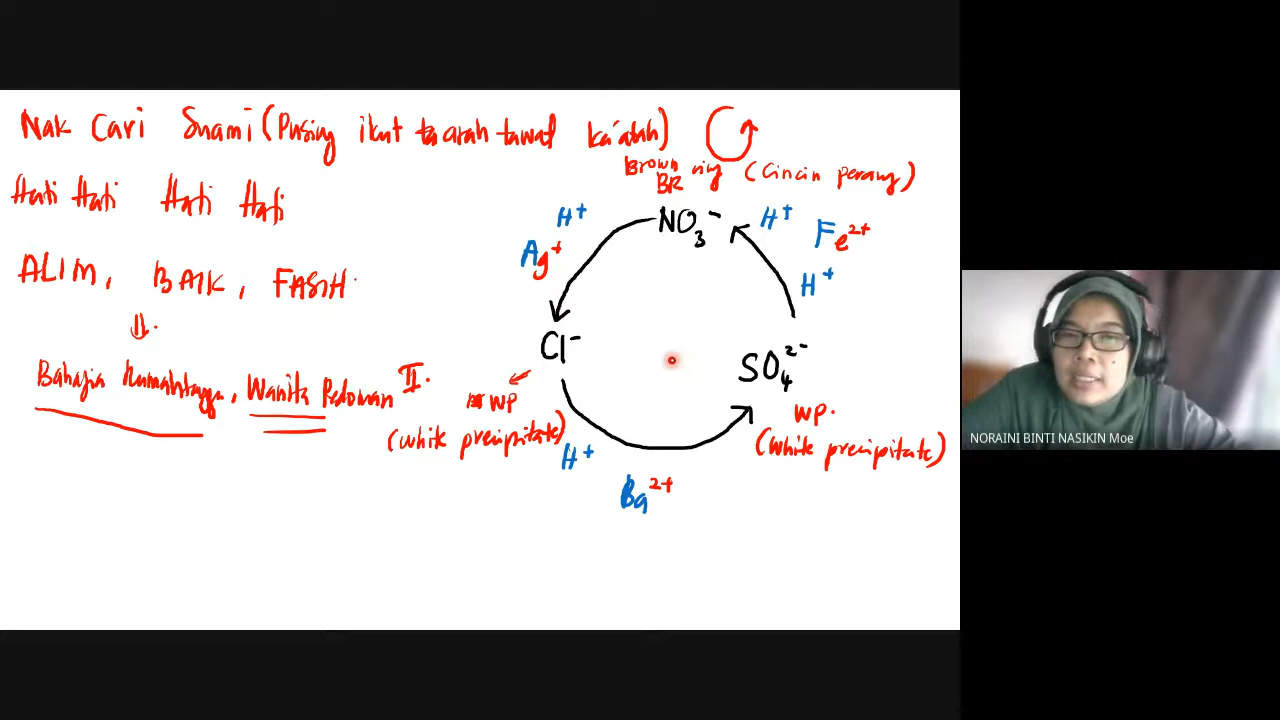 Nak Cari Suami (Pusing ikut arah tawaf ka'abah)
Hati Hati Hati Hati
ALIM, BAIK, FASIH.
⇓
Bahagia Rumahtangga, Wanita Pedoman II.
Brown ring (Cincin perang)
BR
H+
Ag+
NO3−
H+
Fe2+
H+
Cl−
WP
(white precipitate)
H+
Ba2+
SO4 2−
WP.
(White precipitate)
NORAINI BINTI NASIKIN Moe